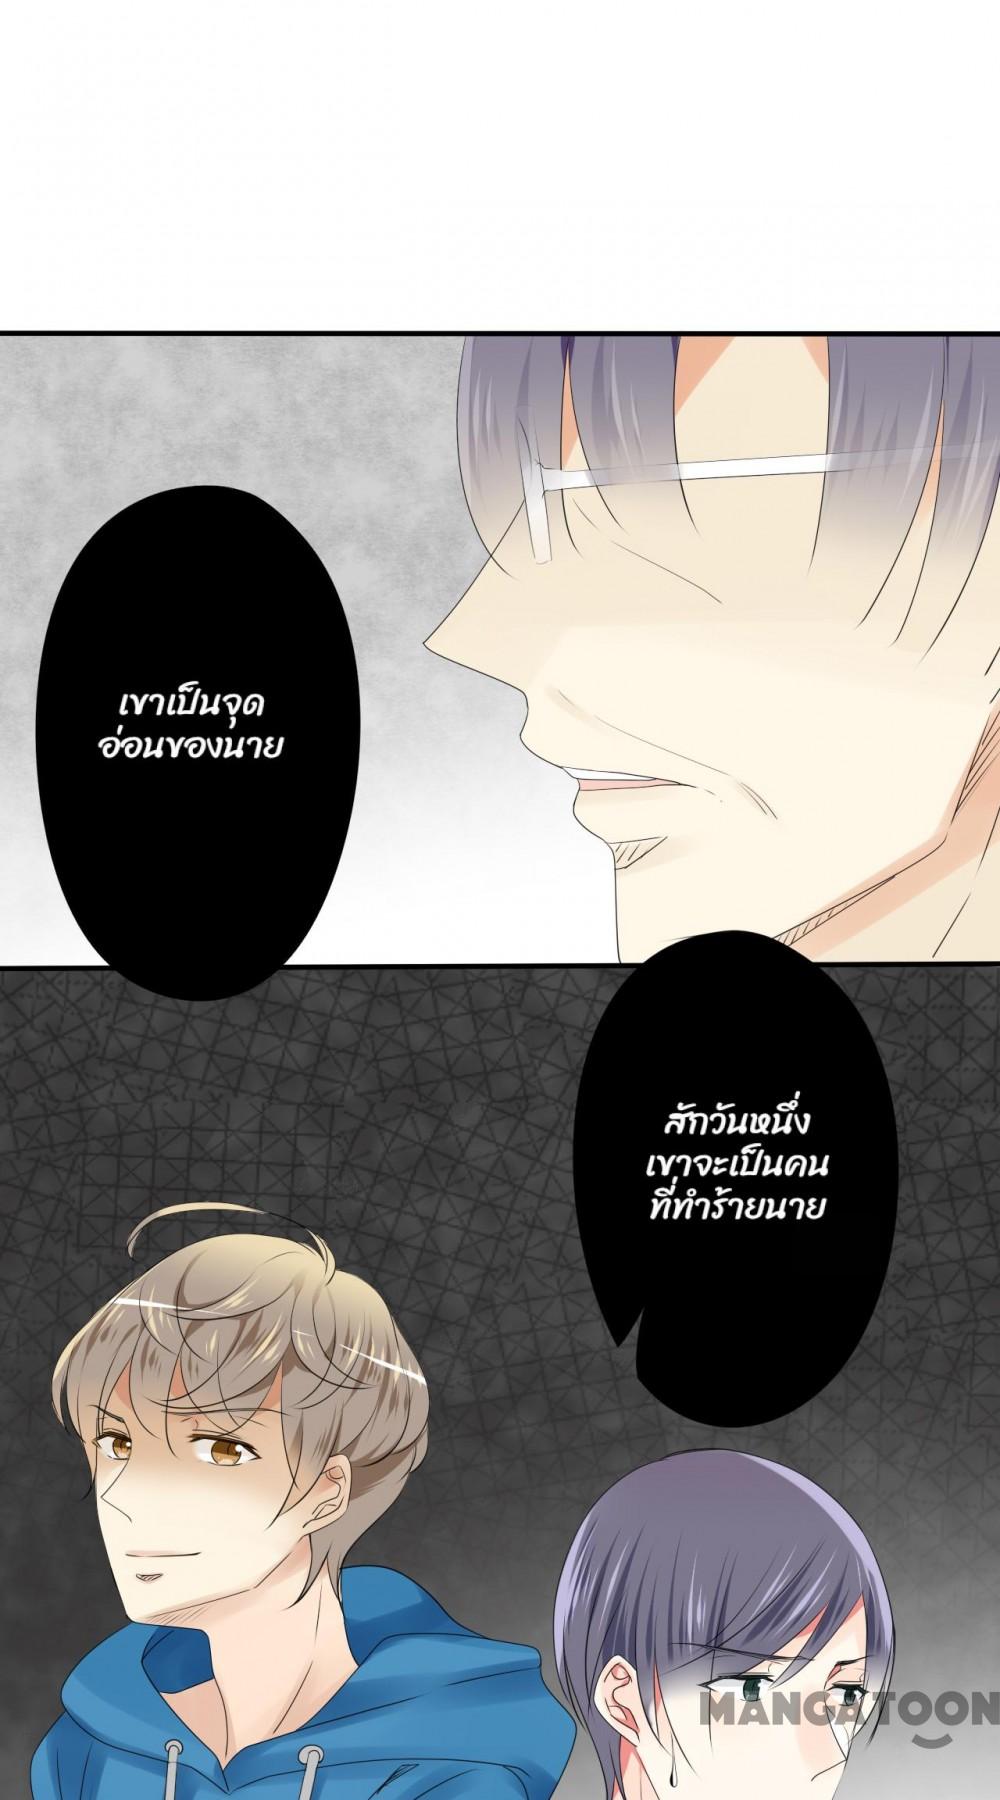 เขาเป็นจุด
อ่อนของนาย
สักวันหนึ่ง
เขาจะเป็นคน
ที่ทำร้ายนาย
MANGATOON